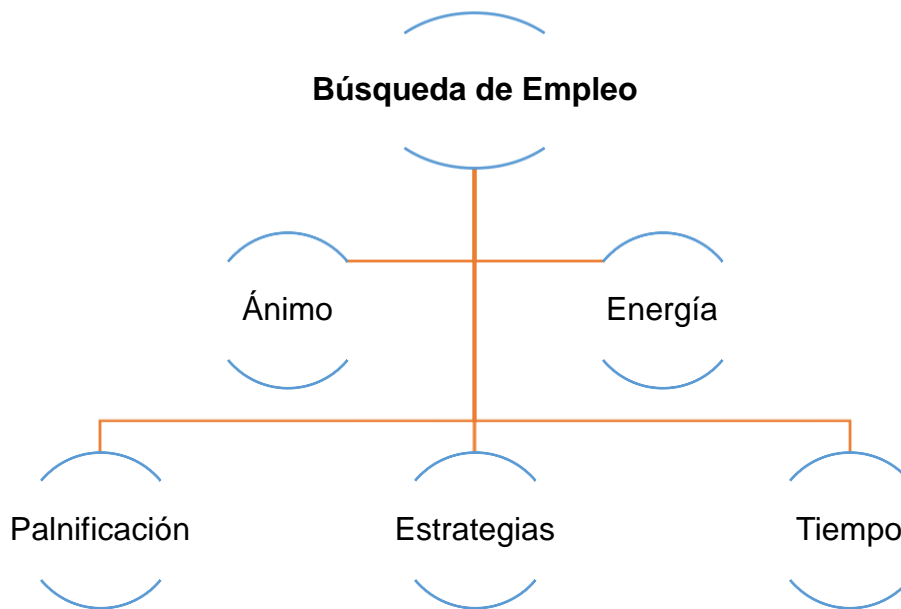 Búsqueda de Empleo
Ánimo
Energía
Palnificación
Estrategias
Tiempo